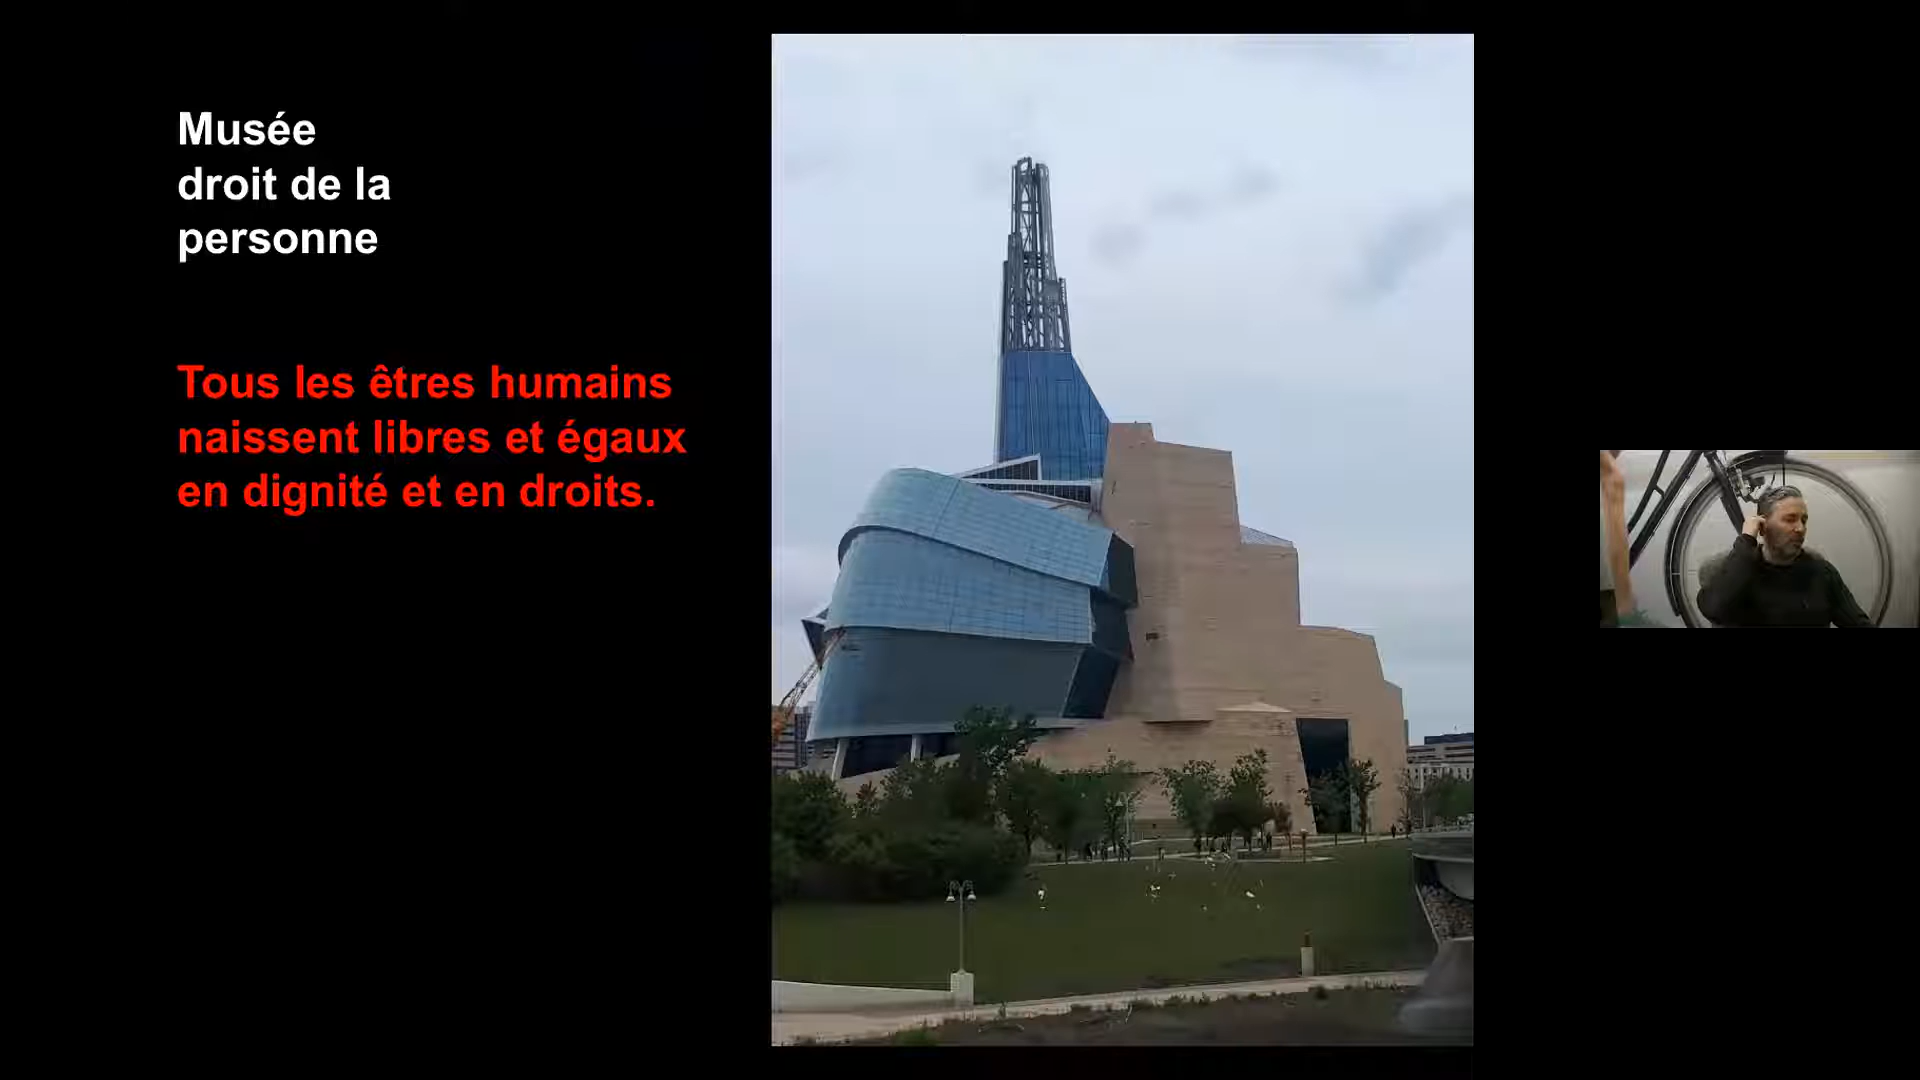 Musée
droit de la
personne
Tous les êtres humains
naissent libres et égaux
en dignité et en droits.